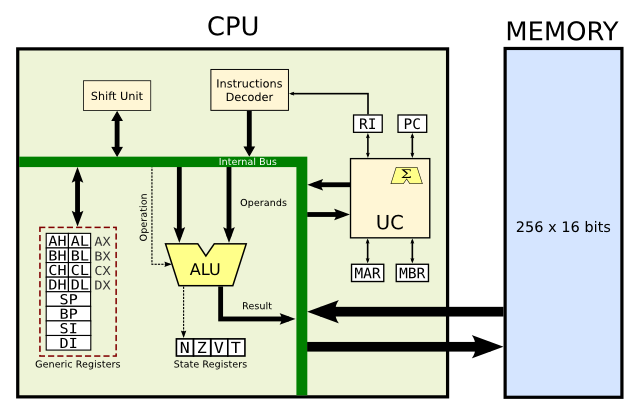 CPU
MEMORY
Instructions
Decoder
Shift Unit
RI
PC
Internal Bus
Σ
UC
Operation
Operands
256 x 16 bits
AH AL AX
BH BL BX
CH CL CX
DH DL DX
SP
BP
SI
DI
ALU
MAR
MBR
Result
N Z V T
Generic Registers
State Registers